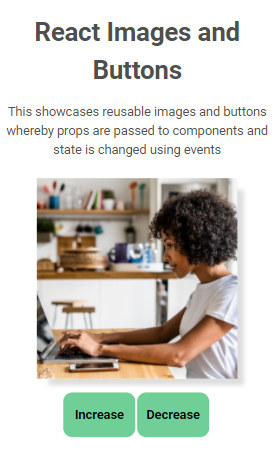 React Images and
Buttons
This showcases reusable images and buttons
whereby props are passed to components and
state is changed using events
Increase
Decrease